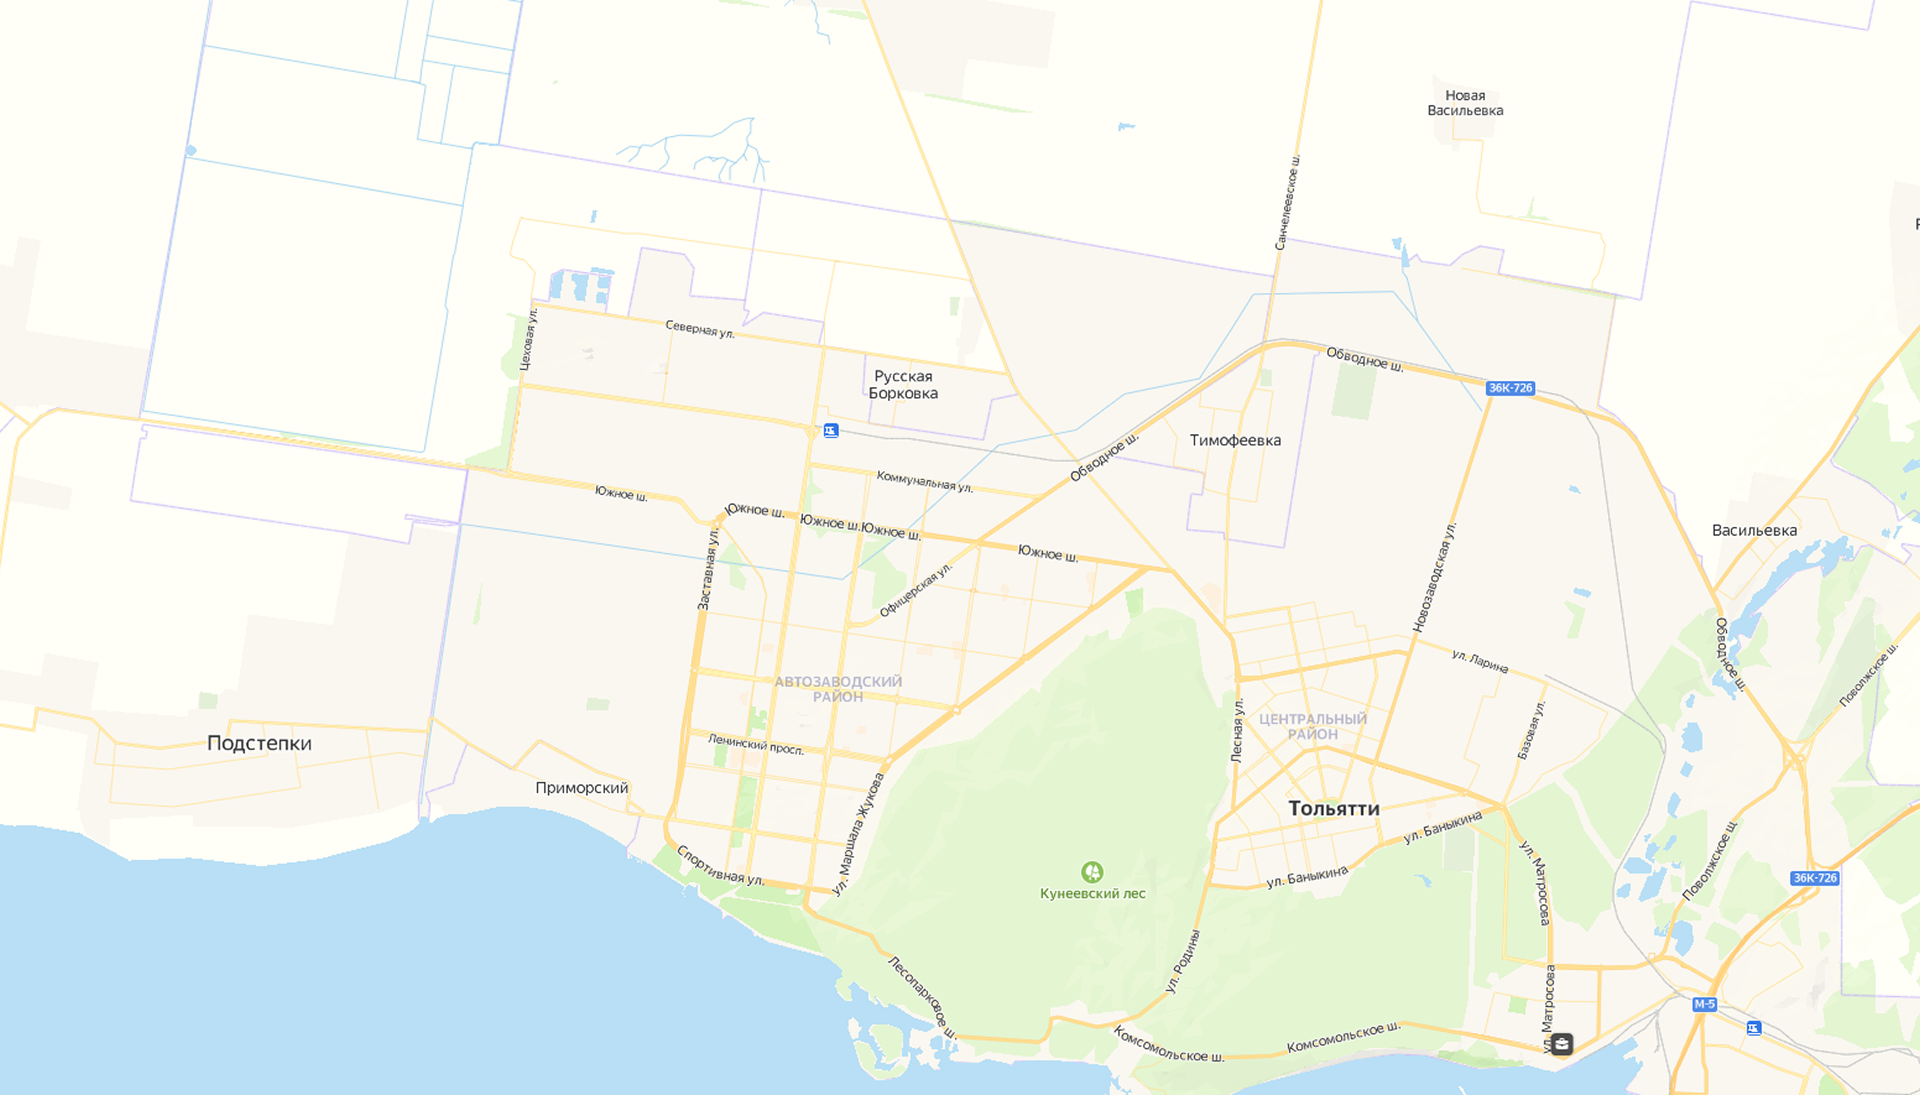 Новая
Васильевка
Санчелеевское ш.
Северная ул.
Цеховая ул.
Обводное ш.
36К-726
Русская
Борковка
Тимофеевка
Обводное ш.
Коммунальная ул.
Южное ш.
Южное ш.
Южное ш.
Южное ш.
Южное ш.
Васильевка
Заставная ул.
Офицерская ул.
Новозаводская ул.
Обводное ш.
ул. Ларина
Поволжское ш.
АВТОЗАВОДСКИЙ
РАЙОН
Лесная ул.
ЦЕНТРАЛЬНЫЙ
РАЙОН
Базовая ул.
Подстепки
Ленинский просп.
Приморский
Тольятти
ул. Маршала Жукова
ул. Баныкина
Спортивная ул.
ул. Баныкина
ул. Матросова
Поволжское ш.
36К-726
Кунеевский лес
ул. Родины
Лесопарковое ш.
ул. Матросова
М-5
Комсомольское ш.
Комсомольское ш.